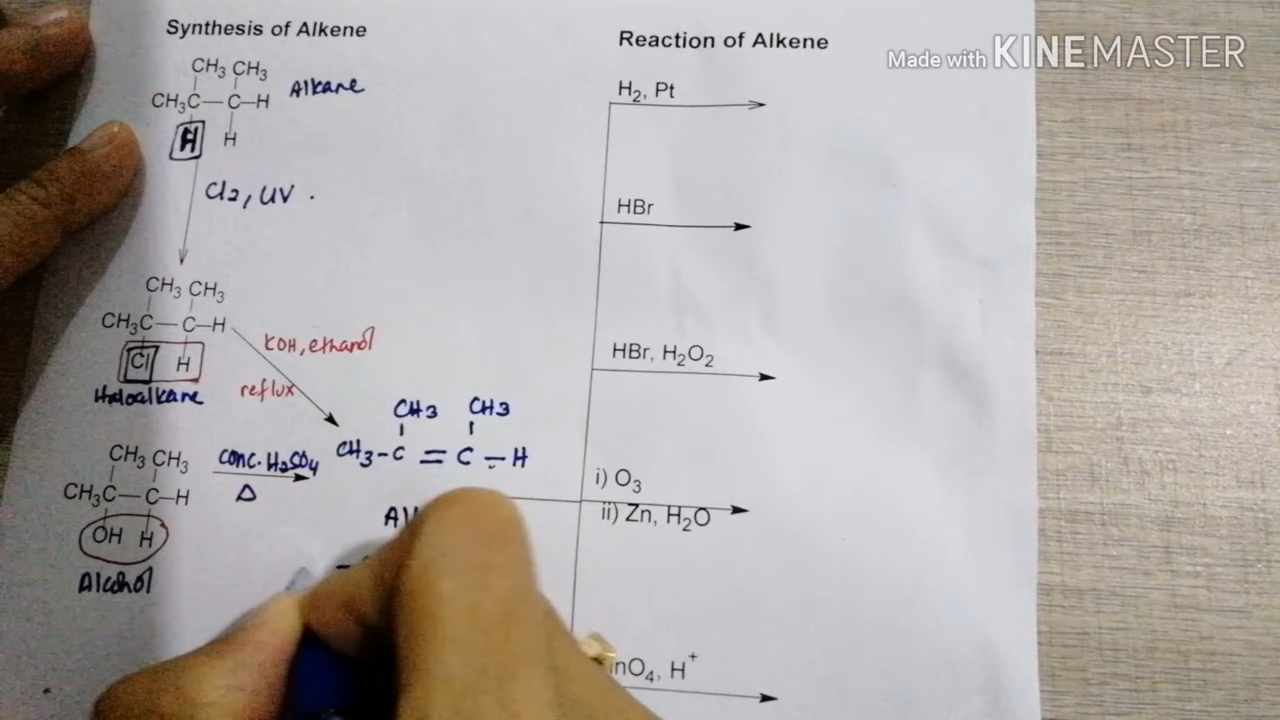 Synthesis of Alkene
CH₃ CH₃
CH₃C—C—H
Alkane
H H
Cl₂, UV.
CH₃ CH₃
CH₃C—C—H
Cl H
Haloalkane
KOH, ethanol
reflux
CH₃ CH₃
CH₃C—C—H
OH H
Alcohol
conc. H₂SO₄
Δ
CH₃ CH₃
CH₃-C=C-H
Reaction of Alkene
Made with KINEMASTER
H₂, Pt
HBr
HBr, H₂O₂
i) O₃
ii) Zn, H₂O
nO₄, H⁺